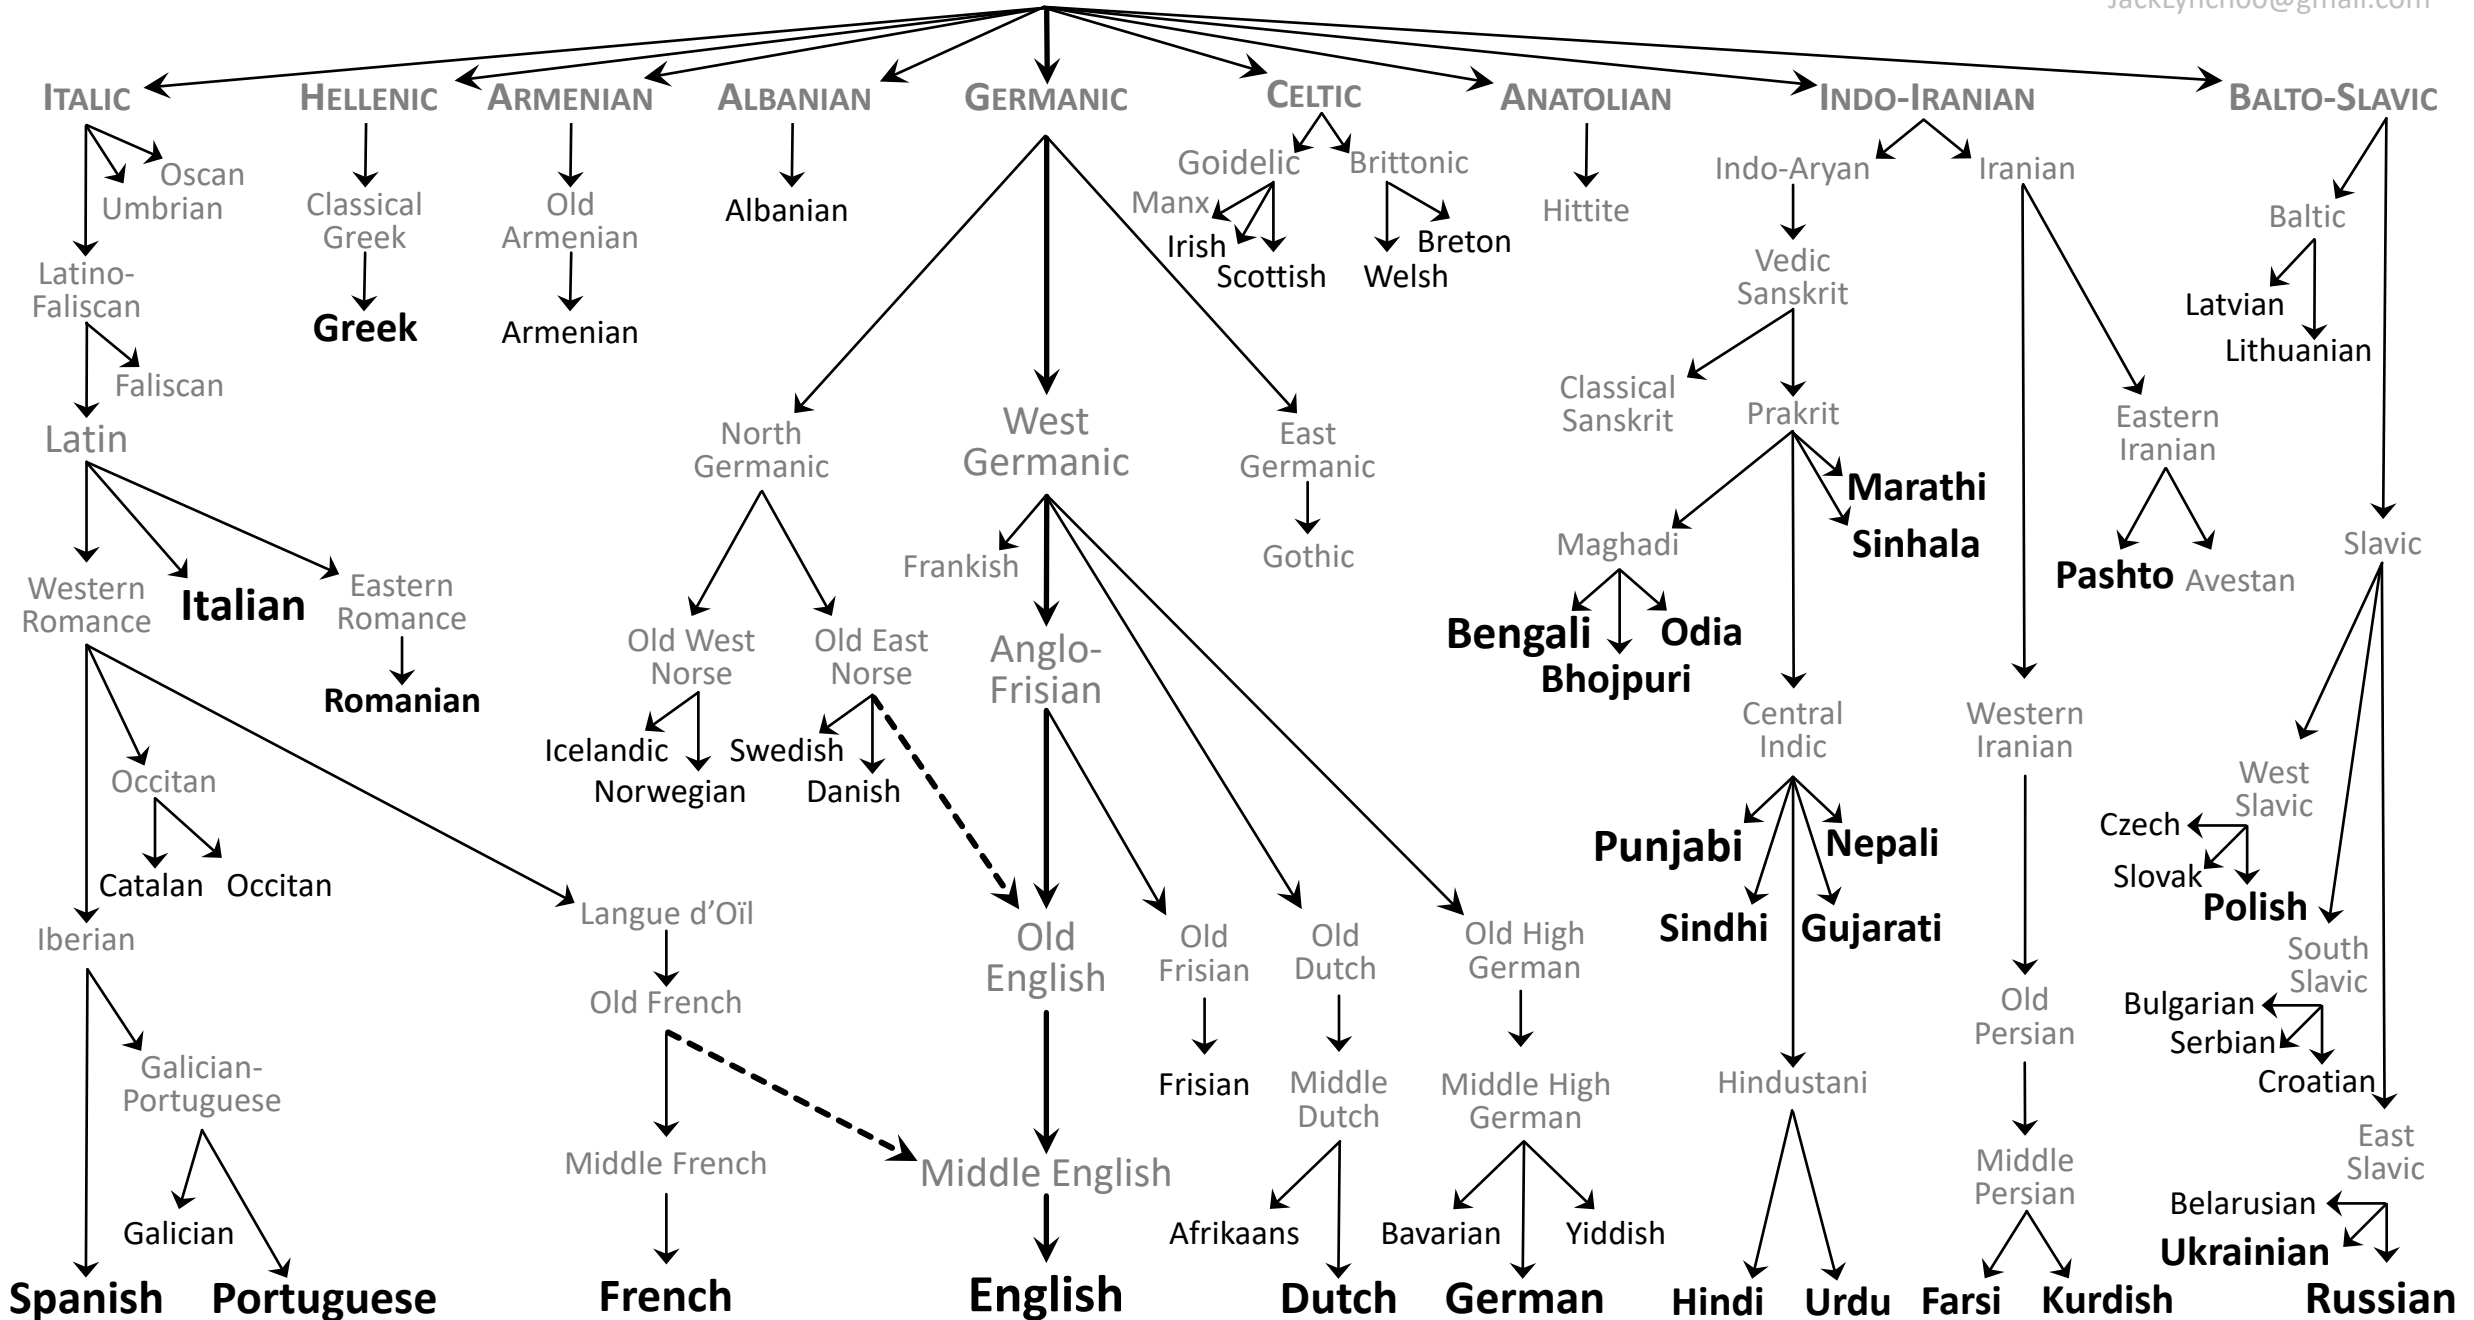 JackLynch00@gmail.com
ITALIC
HELLENIC
ARMENIAN
ALBANIAN
GERMANIC
CELTIC
ANATOLIAN
INDO-IRANIAN
BALTO-SLAVIC
Oscan
Umbrian
Latino-
Faliscan
Faliscan
Latin
Western
Romance
Italian
Eastern
Romance
Romanian
Occitan
Catalan
Occitan
Iberian
Galician-
Portuguese
Galician
Spanish
Portuguese
Langue d’Oïl
Old French
Middle French
French
Classical
Greek
Greek
Old
Armenian
Armenian
Albanian
North
Germanic
Old West
Norse
Icelandic
Norwegian
Old East
Norse
Swedish
Danish
West
Germanic
Frankish
Anglo-
Frisian
Old
English
Middle English
English
Old
Frisian
Frisian
Old
Dutch
Middle
Dutch
Afrikaans
Dutch
Old High
German
Middle High
German
Bavarian
Yiddish
German
East
Germanic
Gothic
Goidelic
Manx
Irish
Scottish
Brittonic
Breton
Welsh
Hittite
Indo-Aryan
Vedic
Sanskrit
Classical
Sanskrit
Prakrit
Marathi
Sinhala
Maghadi
Bengali
Odia
Bhojpuri
Central
Indic
Punjabi
Nepali
Sindhi
Gujarati
Hindustani
Hindi
Urdu
Iranian
Eastern
Iranian
Pashto
Avestan
Western
Iranian
Old
Persian
Middle
Persian
Farsi
Kurdish
Baltic
Latvian
Lithuanian
Slavic
West
Slavic
Czech
Slovak
Polish
South
Slavic
Bulgarian
Serbian
Croatian
East
Slavic
Belarusian
Ukrainian
Russian